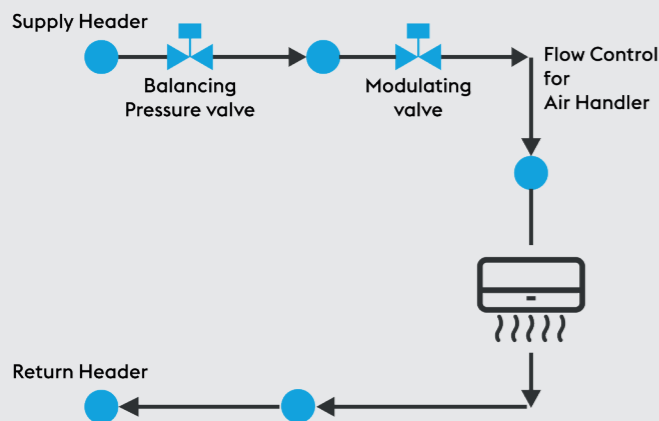 Supply Header
Balancing
Pressure valve
Modulating
valve
Flow Control
for
Air Handler
Return Header